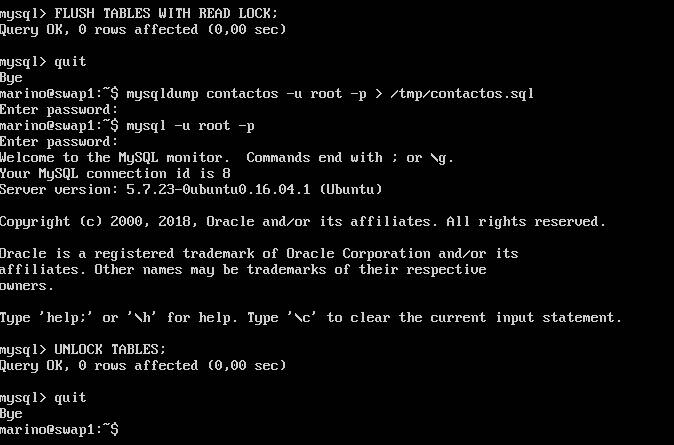 mysql> FLUSH TABLES WITH READ LOCK;
Query OK, 0 rows affected (0,00 sec)
mysql> quit
Bye
marino@swap1:~$ mysqldump contactos -u root -p > /tmp/contactos.sql
Enter password:
marino@swap1:~$ mysql -u root -p
Enter password:
Welcome to the MySQL monitor.  Commands end with ; or \g.
Your MySQL connection id is 8
Server version: 5.7.23-0ubuntu0.16.04.1 (Ubuntu)
Copyright (c) 2000, 2018, Oracle and/or its affiliates. All rights reserved.
Oracle is a registered trademark of Oracle Corporation and/or its
affiliates. Other names may be trademarks of their respective
owners.
Type 'help;' or '\h' for help. Type '\c' to clear the current input statement.
mysql> UNLOCK TABLES;
Query OK, 0 rows affected (0,00 sec)
mysql> quit
Bye
marino@swap1:~$